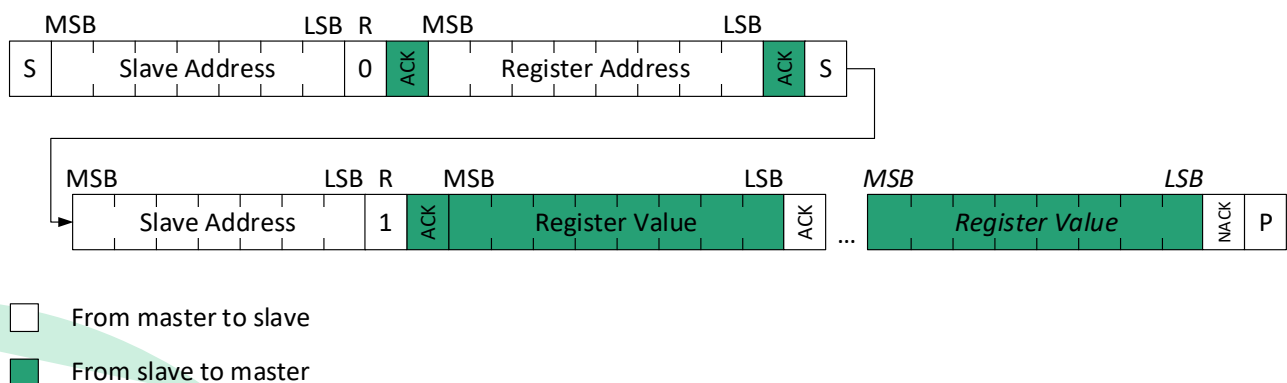 MSB LSB R MSB LSB
S Slave Address 0 ACK Register Address ACK S
MSB LSB R MSB LSB MSB LSB
Slave Address 1 ACK Register Value ACK ... Register Value NACK P
From master to slave
From slave to master